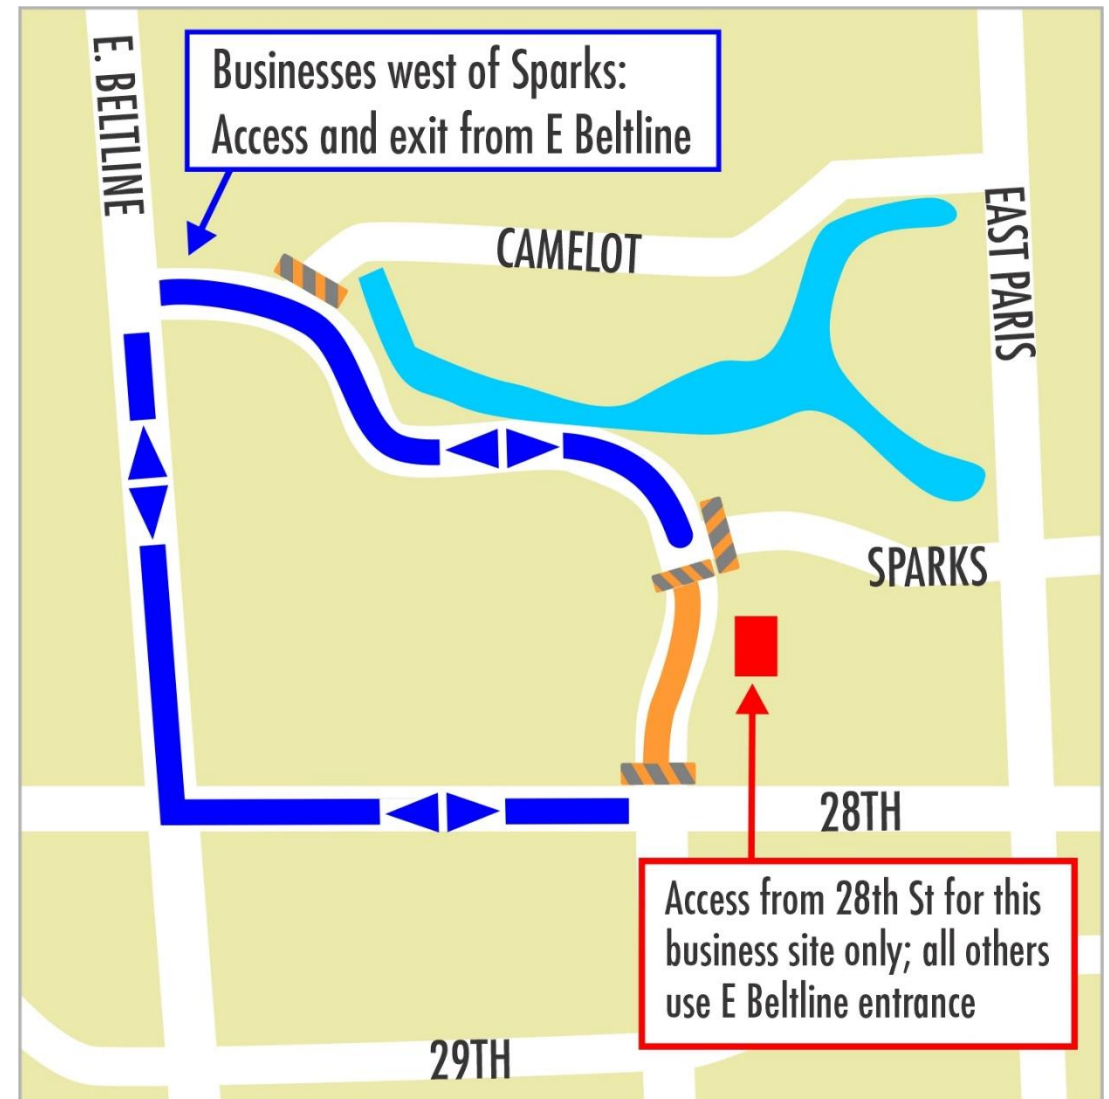 E. BELTLINE
Businesses west of Sparks:
Access and exit from E Beltline
CAMELOT
EAST PARIS
SPARKS
28TH
Access from 28th St for this
business site only; all others
use E Beltline entrance
29TH